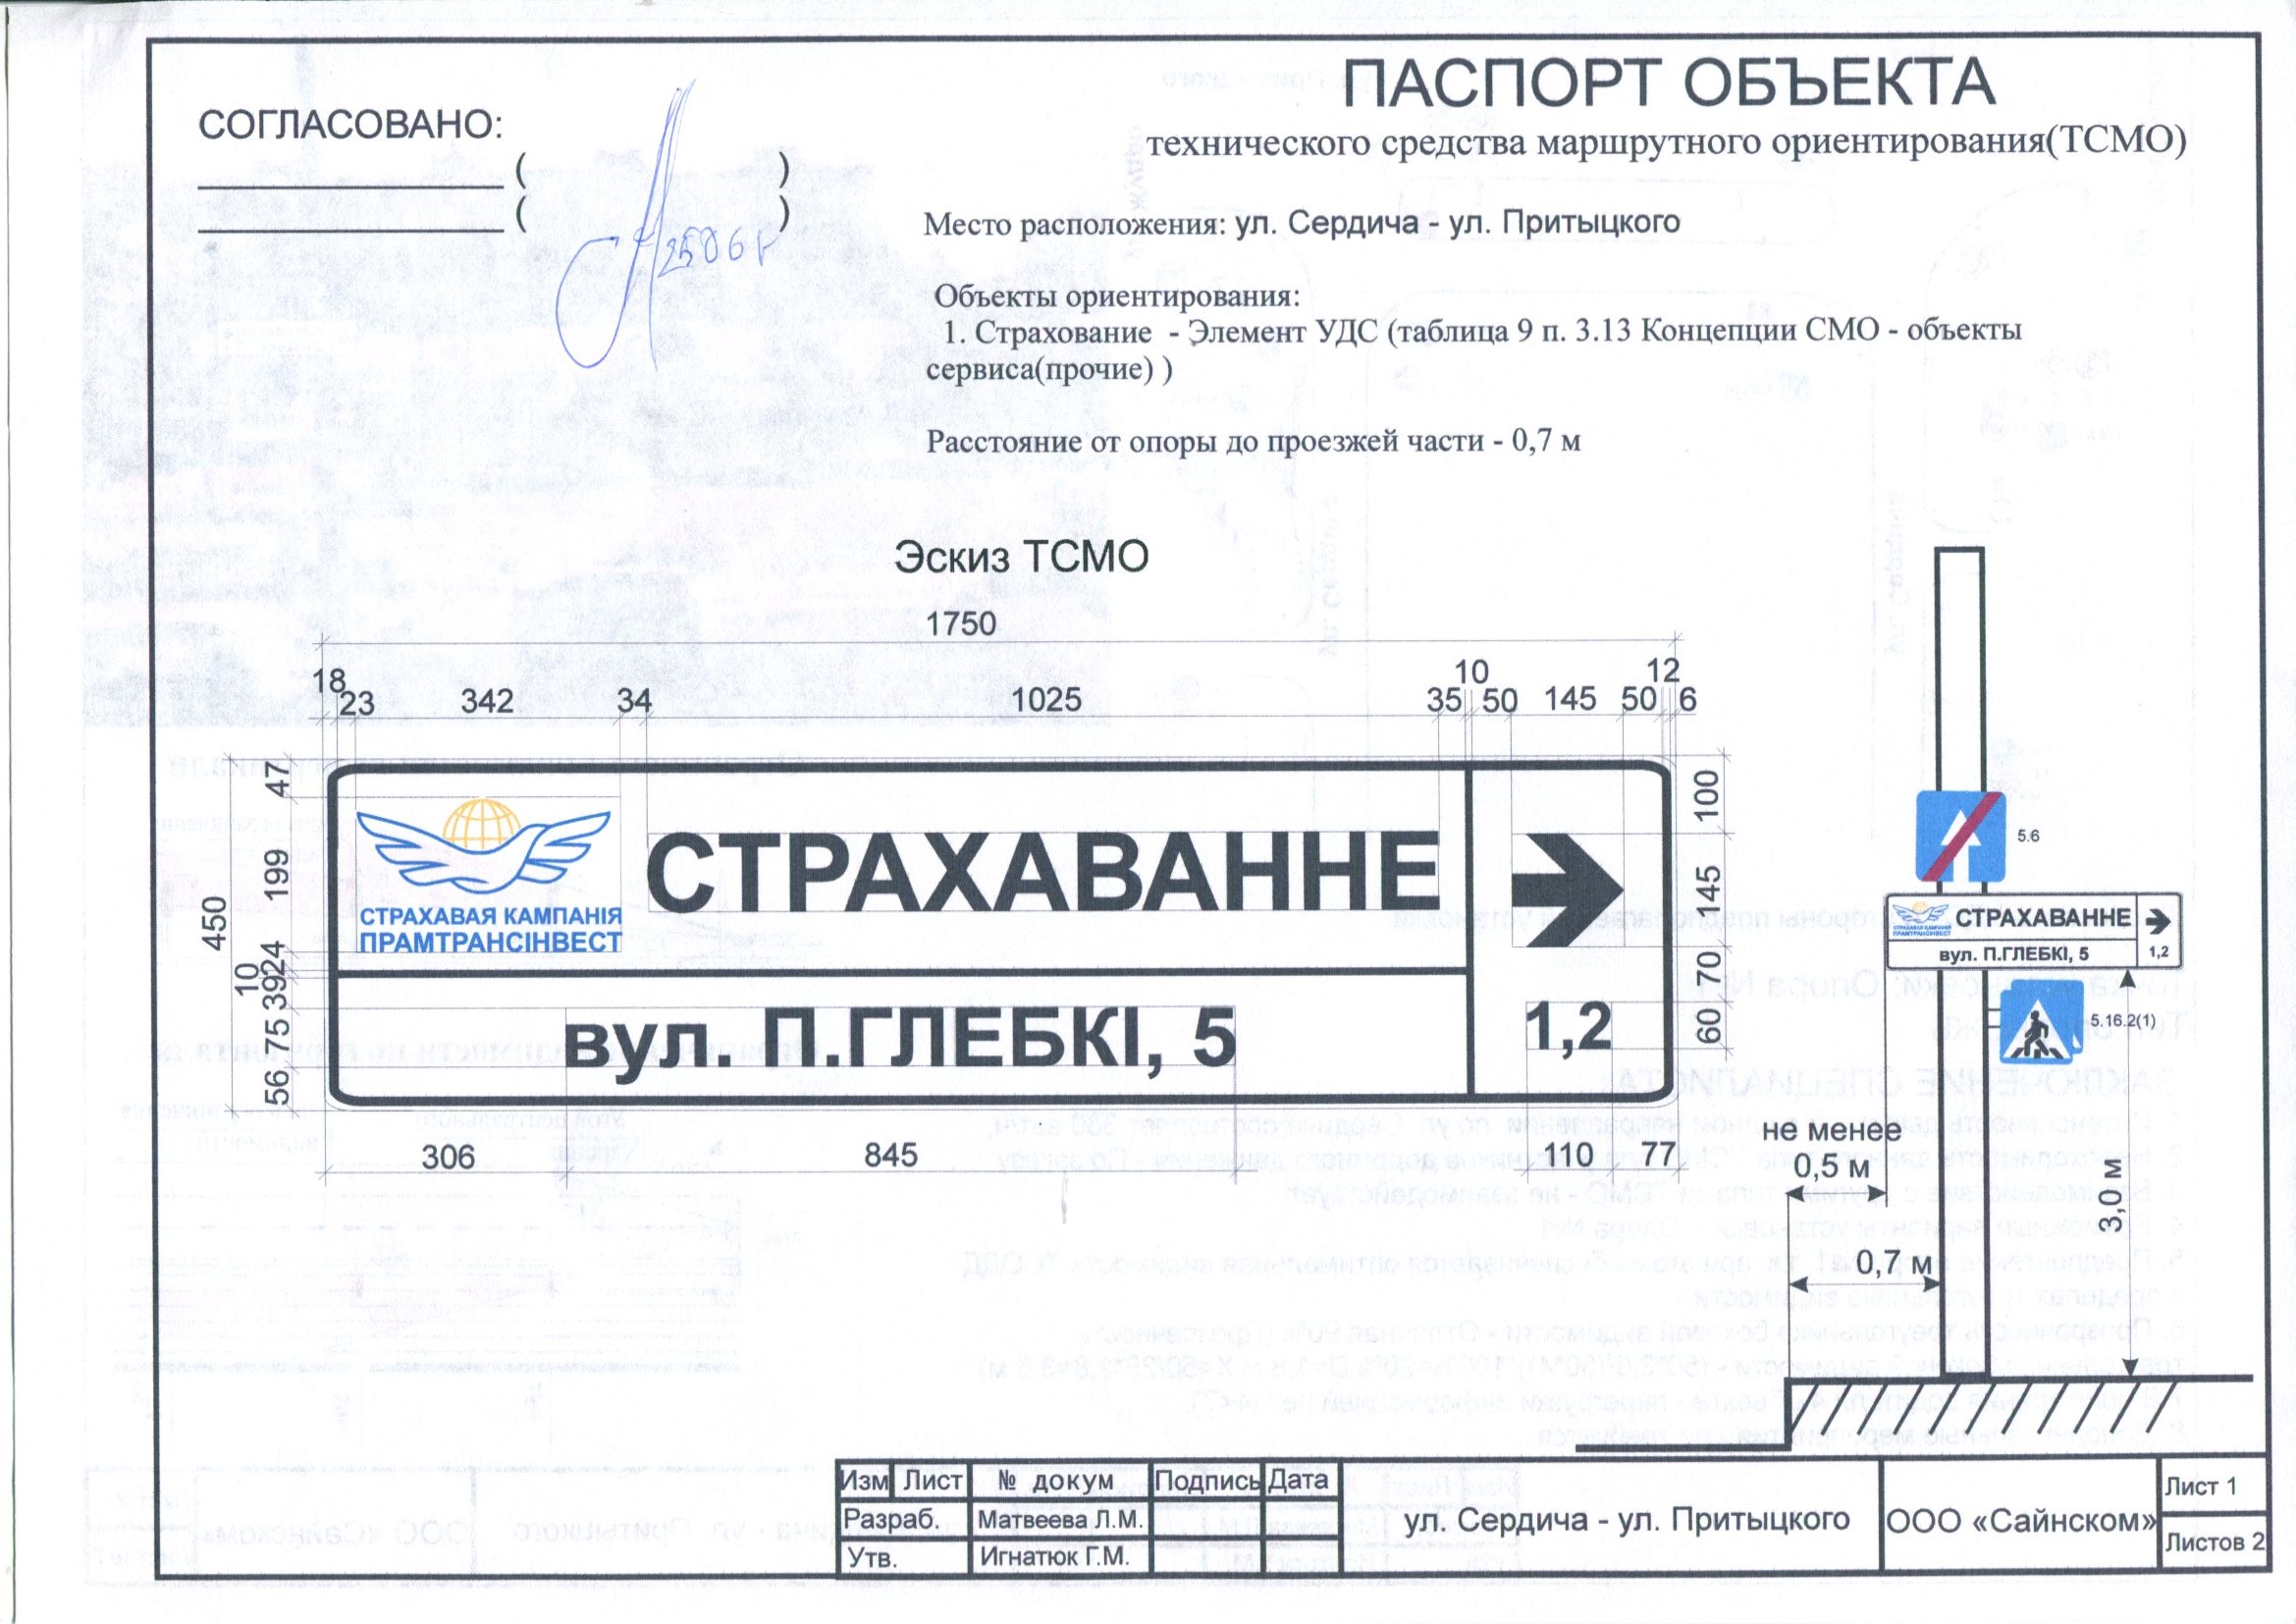 СОГЛАСОВАНО:
( )
( )
2506 г
ПАСПОРТ ОБЪЕКТА
технического средства маршрутного ориентирования(ТСМО)
Место расположения: ул. Сердича - ул. Притыцкого
Объекты ориентирования:
1. Страхование - Элемент УДС (таблица 9 п. 3.13 Концепции СМО - объекты
сервиса(прочие) )
Расстояние от опоры до проезжей части - 0,7 м
Эскиз ТСМО
1750
18 23 342 34 1025 35 10 50 145 50 12 6
450
47 199 24 10 39 75 56
СТРАХАВАЯ КАМПАНІЯ
ПРАМТРАНСІНВЕСТ
СТРАХАВАННЕ
вул. П.ГЛЕБКІ, 5
1,2
100 145 70 60
306 845 110 77
5.6
СТРАХАВАЯ КАМПАНІЯ
ПРАМТРАНСІНВЕСТ
СТРАХАВАННЕ
вул. П.ГЛЕБКІ, 5
1,2
5.16.2(1)
не менее
0,5 м
0,7 м
3,0 м
Изм Лист № докум Подпись Дата
Разраб. Матвеева Л.М.
Утв. Игнатюк Г.М.
ул. Сердича - ул. Притыцкого
ООО «Сайнском»
Лист 1
Листов 2